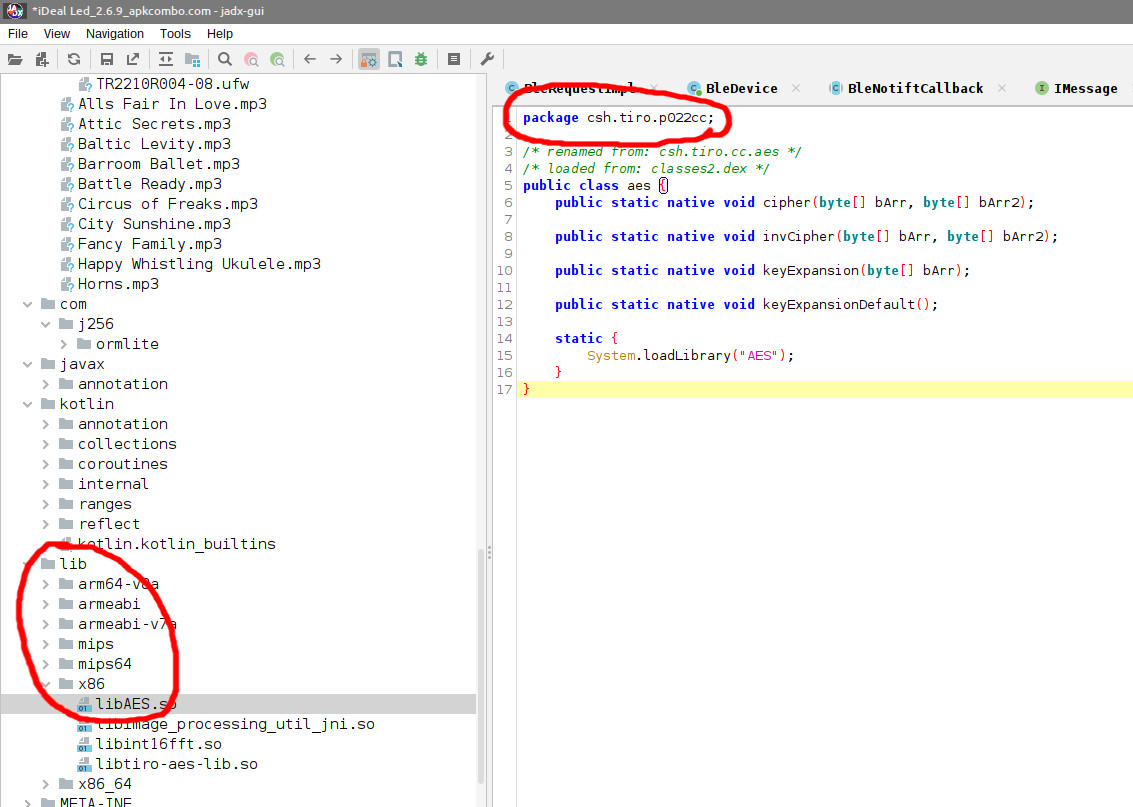 *iDeal Led_2.6.9_apkcombo.com - jadx-gui
File View Navigation Tools Help
TR2210R004-08.ufw
Alls Fair In Love.mp3
Attic Secrets.mp3
Baltic Levity.mp3
Barroom Ballet.mp3
Battle Ready.mp3
Circus of Freaks.mp3
City Sunshine.mp3
Fancy Family.mp3
Happy Whistling Ukulele.mp3
Horns.mp3
com
j256
ormlite
javax
annotation
kotlin
annotation
collections
coroutines
internal
ranges
reflect
kotlin.kotlin_builtins
lib
arm64-v8a
armeabi
armeabi-v7a
mips
mips64
x86
libAES.so
libimage_processing_util_jni.so
libint16fft.so
libtiro-aes-lib.so
x86_64
META-INF
BleRequestImpl BleDevice BleNotiftCallback IMessage
package csh.tiro.p022cc;
2
3 /* renamed from: csh.tiro.cc.aes */
4 /* loaded from: classes2.dex */
5 public class aes {
6 public static native void cipher(byte[] bArr, byte[] bArr2);
7
8 public static native void invCipher(byte[] bArr, byte[] bArr2);
9
10 public static native void keyExpansion(byte[] bArr);
11
12 public static native void keyExpansionDefault();
13
14 static {
15 System.loadLibrary("AES");
16 }
17 }